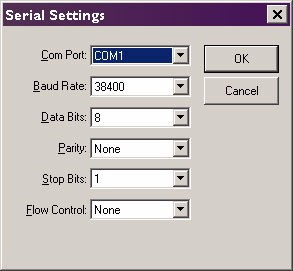 Serial Settings
Com Port: COM1
OK
Baud Rate: 38400
Cancel
Data Bits: 8
Parity: None
Stop Bits: 1
Flow Control: None